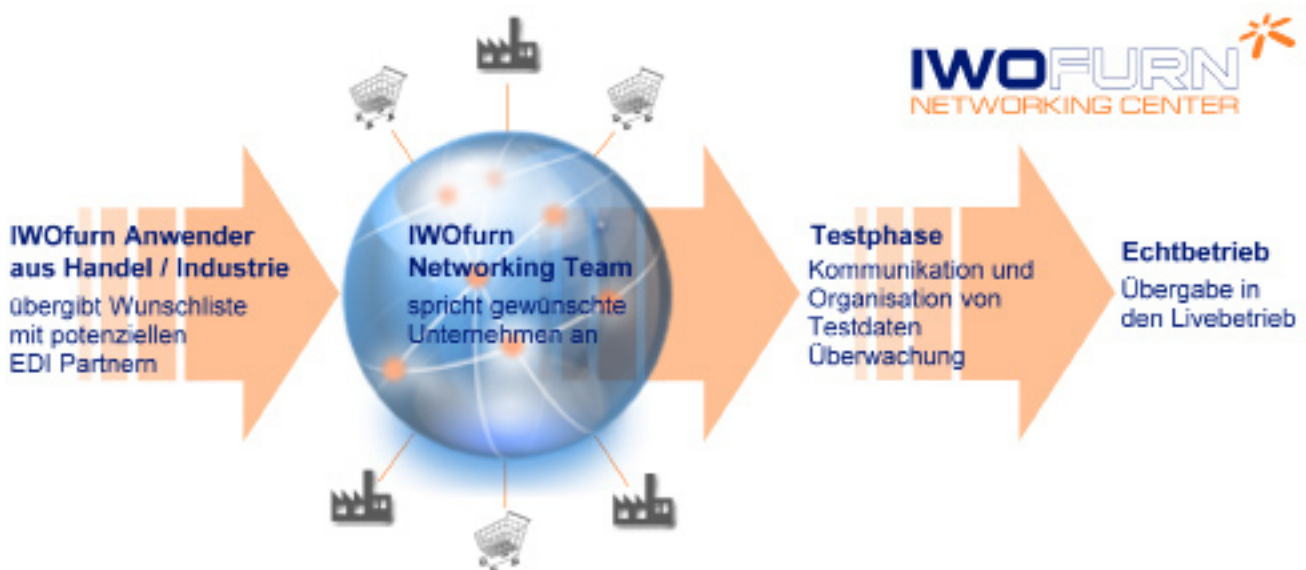 IWOFURN
NETWORKING CENTER
IWOfurn Anwender
aus Handel / Industrie
übergibt Wunschliste
mit potenziellen
EDI Partnern
IWOfurn
Networking Team
spricht gewünschte
Unternehmen an
Testphase
Kommunikation und
Organisation von
Testdaten
Überwachung
Echtbetrieb
Übergabe in
den Livebetrieb